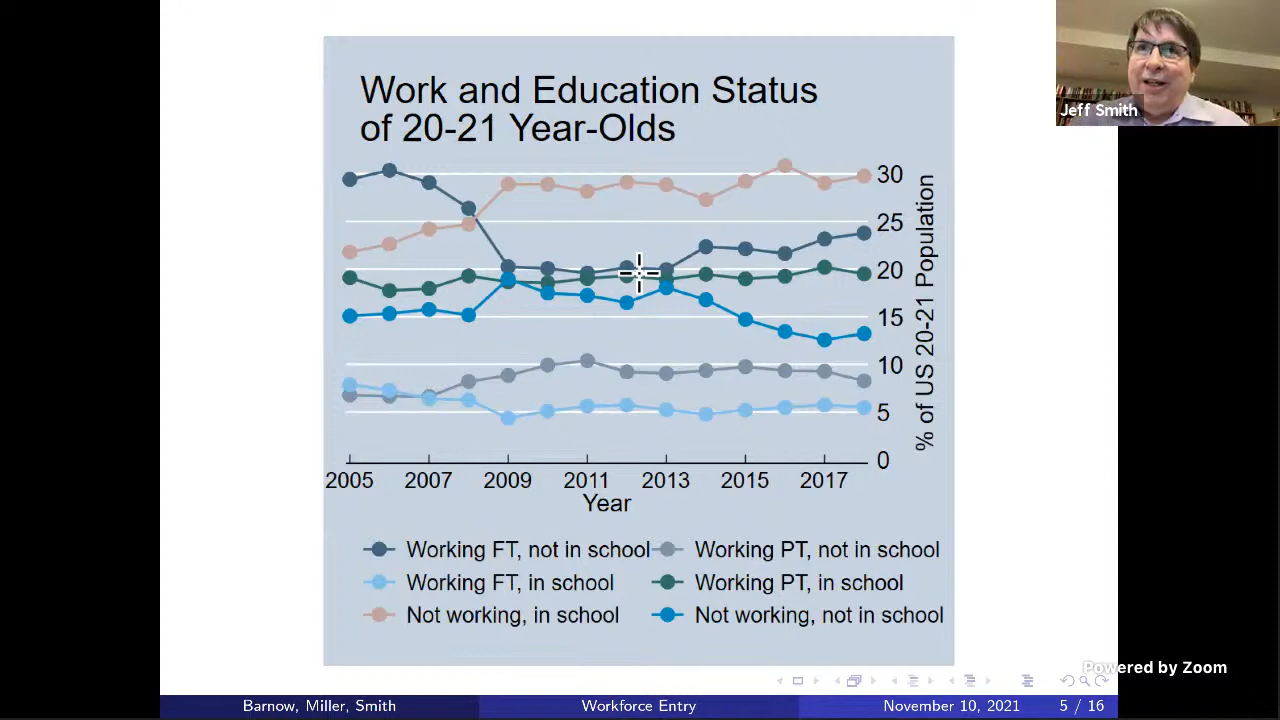 Work and Education Status
of 20-21 Year-Olds
Jeff Smith
30
25
20
15
10
5
0
% of US 20-21 Population
2005 2007 2009 2011 2013 2015 2017
Year
Working FT, not in school Working PT, not in school
Working FT, in school Working PT, in school
Not working, in school Not working, not in school
Powered by Zoom
Barnow, Miller, Smith Workforce Entry November 10, 2021 5 / 16